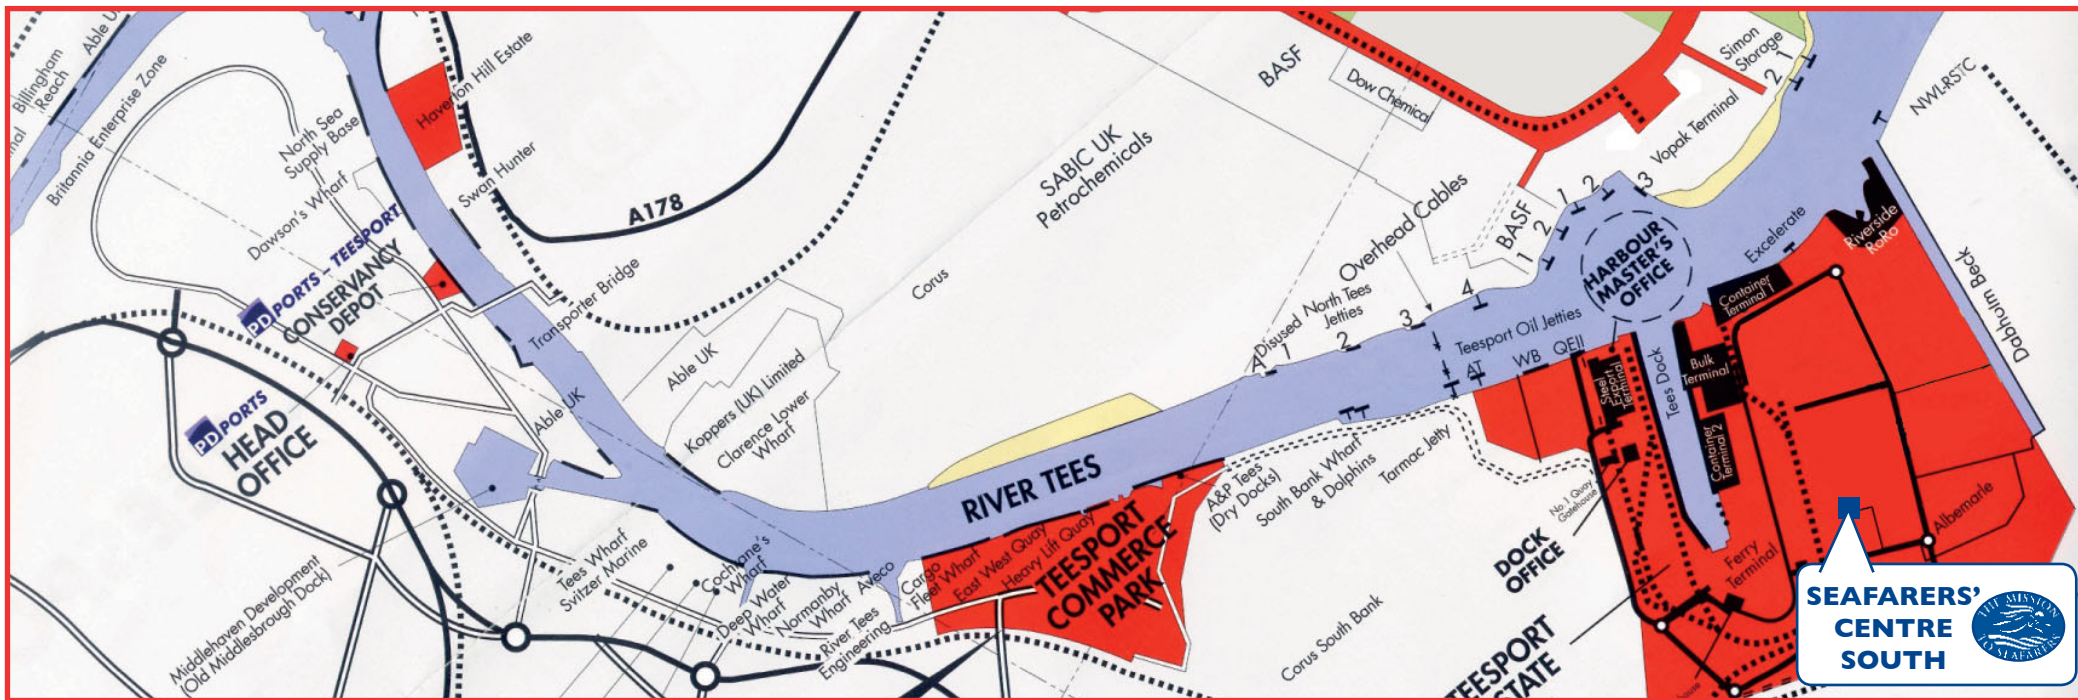 Billingham
Reach
Able U
inal
Britannia Enterprise Zone
North Sea
Supply Base
Dawson's Wharf
Haverton Hill Estate
Swan Hunter
A178
PD PORTS – TEESPORT
CONSERVANCY
DEPOT
PD PORTS
HEAD
OFFICE
Transporter Bridge
Able UK
Able UK
Koppers (UK) Limited
Clarence Lower
Wharf
Corus
SABIC UK
Petrochemicals
BASF
Dow Chemical
Simon
Storage
1
2
Vopak Terminal
NWL-RSTC
Overhead Cables
BASF
1
2
1
2
3
Disused North Tees
Jetties
A
1
2
3
4
Teesport Oil Jetties
AT
WB
QEII
HARBOUR
MASTER'S
OFFICE
Excelerate
Riverside
RoRo
Container
Terminal 1
Dabholm Beck
Steel
Export
Terminal
Tees Dock
Bulk
Terminal
Container
Terminal 2
RIVER TEES
A&P Tees
(Dry Docks)
South Bank Wharf
& Dolphins
Tarmac Jetty
No.1 Quay
Gatehouse
DOCK
OFFICE
Ferry
Terminal
Albemarle
Middlehaven Development
(Old Middlesbrough Dock)
Tees Wharf
Svitzer Marine
Cochrane's
Wharf
Deep Water
Wharf
Normanby
Wharf
Aveco
River Tees
Engineering
Cargo
Fleet Wharf
East West Quay
Heavy Lift Quay
TEESPORT
COMMERCE
PARK
Corus South Bank
TEESPORT
STATE
ouse
SEAFARERS'
CENTRE
SOUTH
THE MISSION
TO SEAFARERS